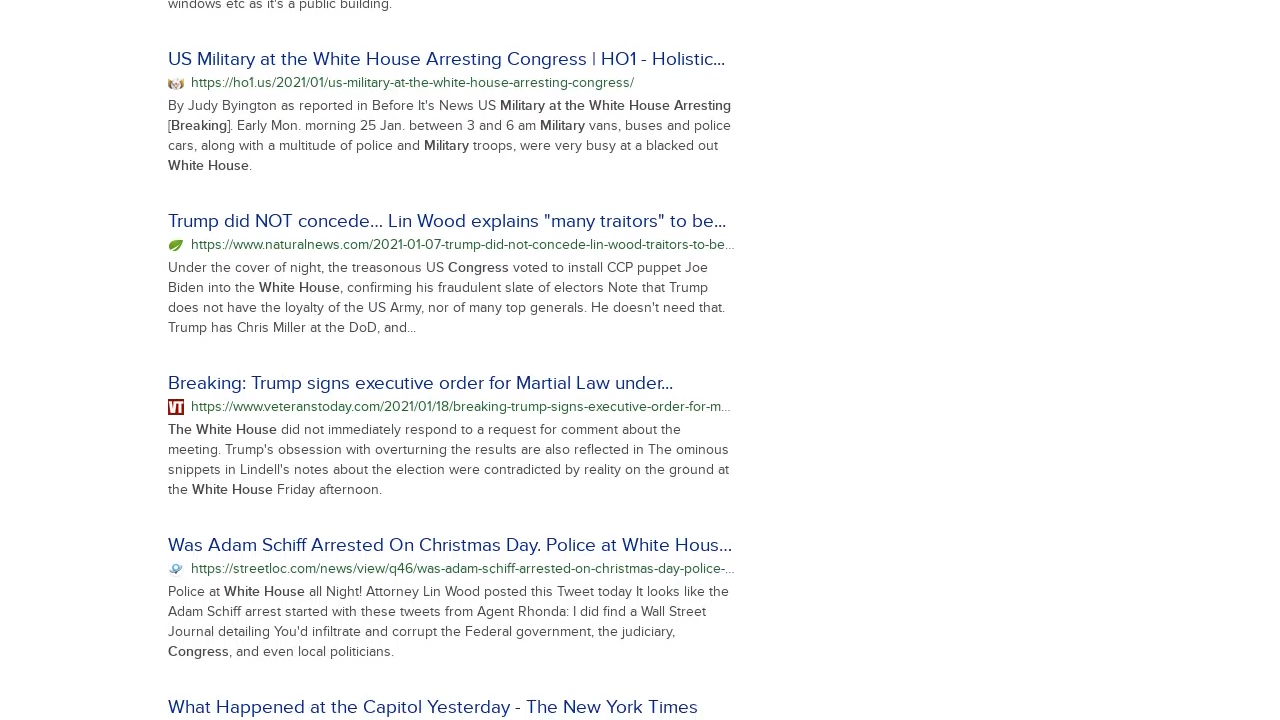 windows etc as it's a public building.
US Military at the White House Arresting Congress | HO1 - Holistic...
https://ho1.us/2021/01/us-military-at-the-white-house-arresting-congress/
By Judy Byington as reported in Before It's News US Military at the White House Arresting
[Breaking]. Early Mon. morning 25 Jan. between 3 and 6 am Military vans, buses and police
cars, along with a multitude of police and Military troops, were very busy at a blacked out
White House.
Trump did NOT concede... Lin Wood explains "many traitors" to be...
https://www.naturalnews.com/2021-01-07-trump-did-not-concede-lin-wood-traitors-to-be...
Under the cover of night, the treasonous US Congress voted to install CCP puppet Joe
Biden into the White House, confirming his fraudulent slate of electors Note that Trump
does not have the loyalty of the US Army, nor of many top generals. He doesn't need that.
Trump has Chris Miller at the DoD, and...
Breaking: Trump signs executive order for Martial Law under...
VT https://www.veteranstoday.com/2021/01/18/breaking-trump-signs-executive-order-for-m...
The White House did not immediately respond to a request for comment about the
meeting. Trump's obsession with overturning the results are also reflected in The ominous
snippets in Lindell's notes about the election were contradicted by reality on the ground at
the White House Friday afternoon.
Was Adam Schiff Arrested On Christmas Day. Police at White Hous...
https://streetloc.com/news/view/q46/was-adam-schiff-arrested-on-christmas-day-police-...
Police at White House all Night! Attorney Lin Wood posted this Tweet today It looks like the
Adam Schiff arrest started with these tweets from Agent Rhonda: I did find a Wall Street
Journal detailing You'd infiltrate and corrupt the Federal government, the judiciary,
Congress, and even local politicians.
What Happened at the Capitol Yesterday - The New York Times